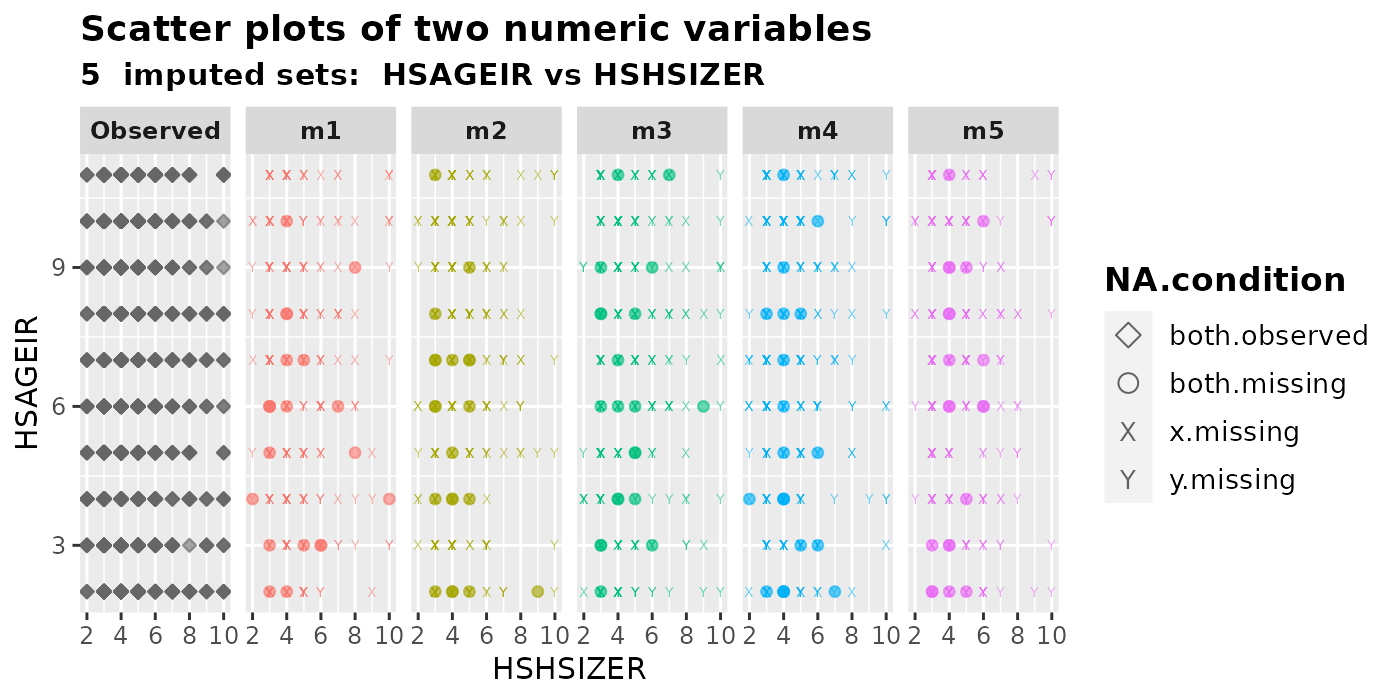 Scatter plots of two numeric variables
5 imputed sets: HSAGEIR vs HSHSIZER
Observed m1 m2 m3 m4 m5
HSAGEIR
9
6
3
2 4 6 8 10 2 4 6 8 10 2 4 6 8 10 2 4 6 8 10 2 4 6 8 10 2 4 6 8 10
HSHSIZER
NA.condition
both.observed
both.missing
X x.missing
Y y.missing